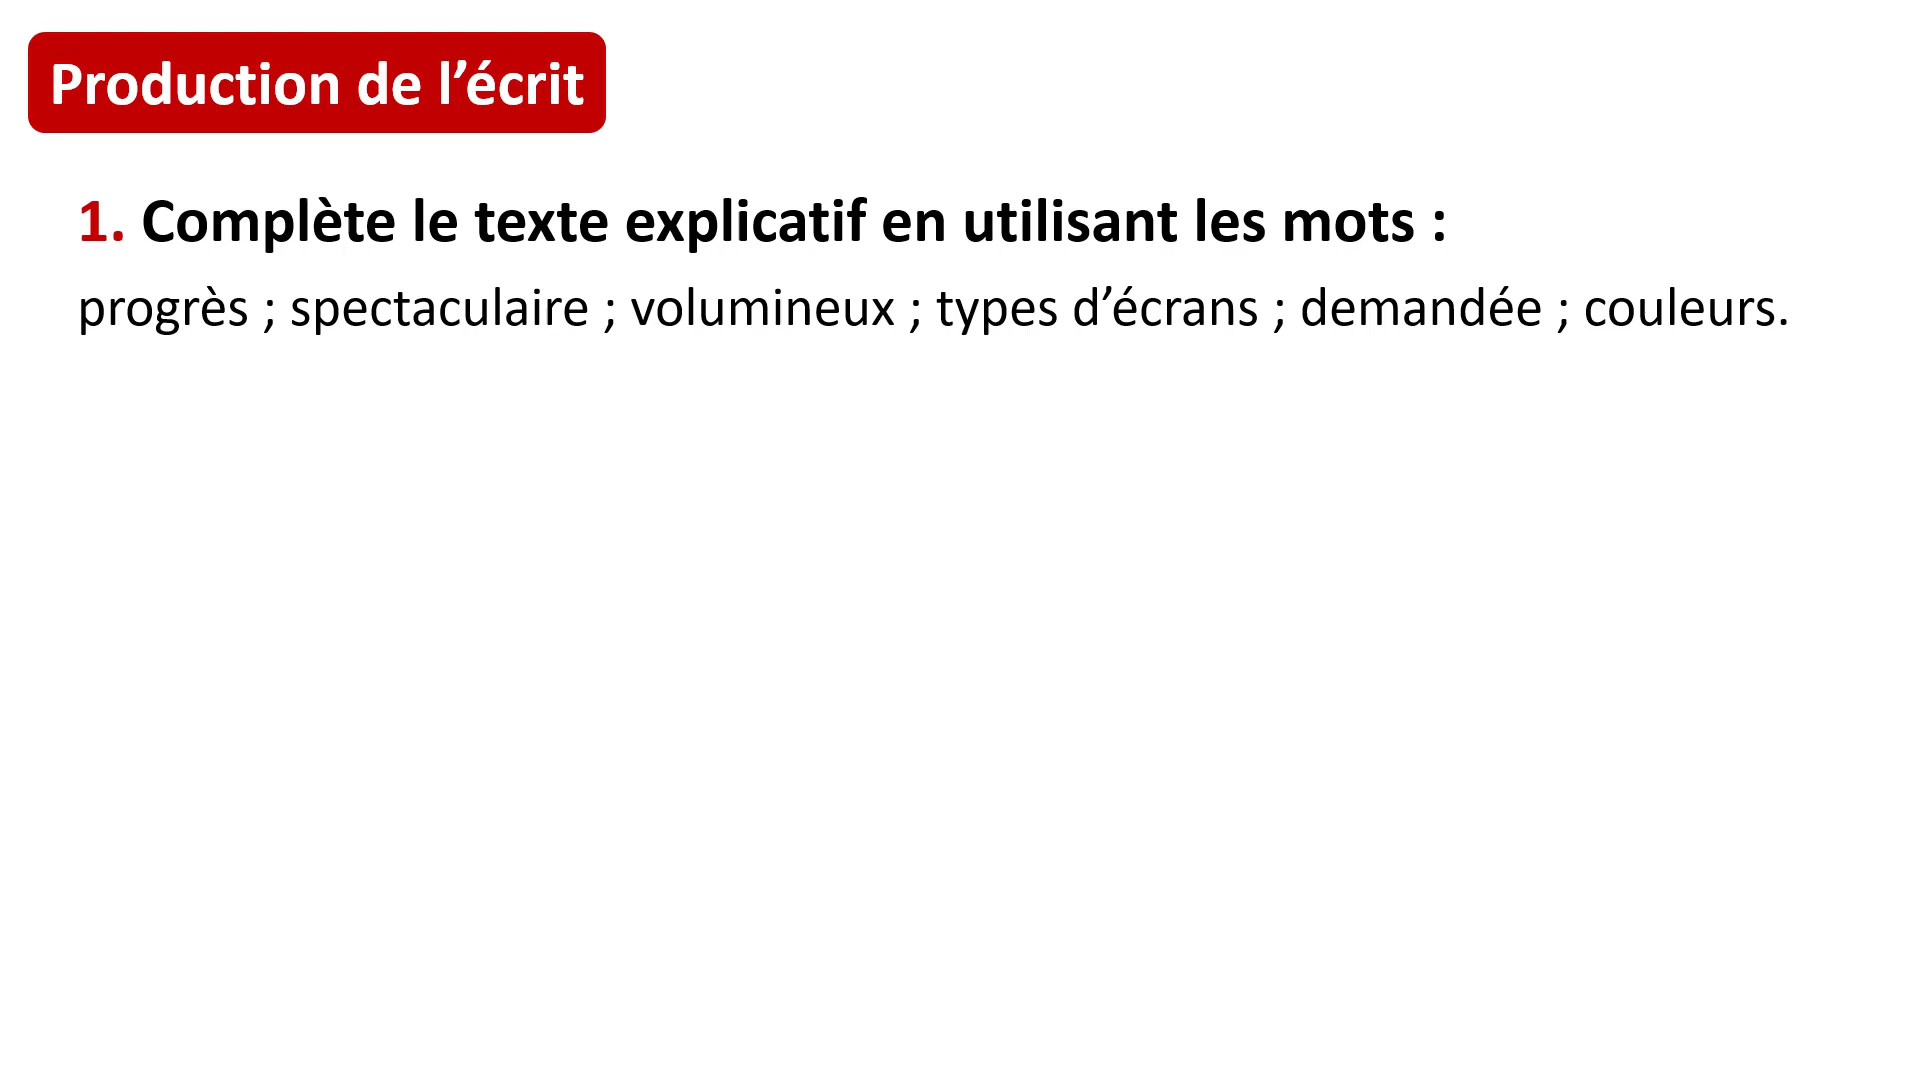 Production de l’écrit
1. Complète le texte explicatif en utilisant les mots :
progrès ; spectaculaire ; volumineux ; types d’écrans ; demandée ; couleurs.